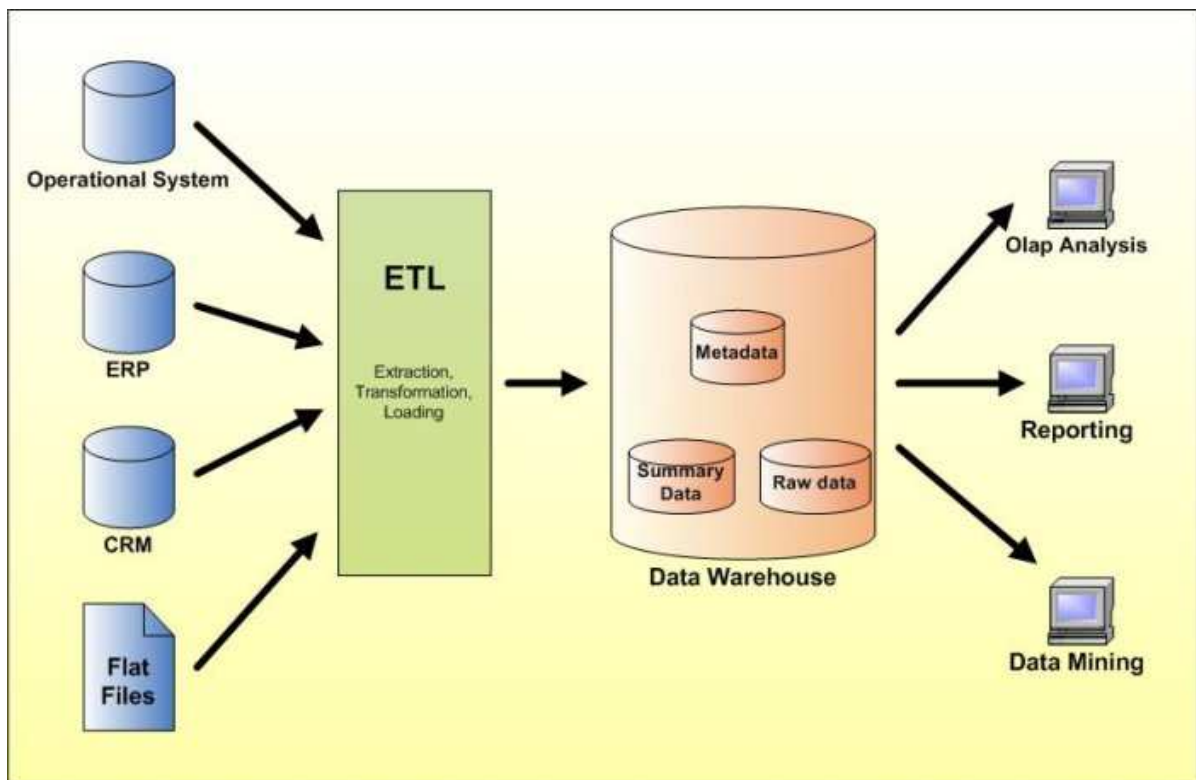 Operational System
ERP
CRM
Flat
Files
ETL
Extraction,
Transformation,
Loading
Metadata
Summary
Data
Raw data
Data Warehouse
Olap Analysis
Reporting
Data Mining